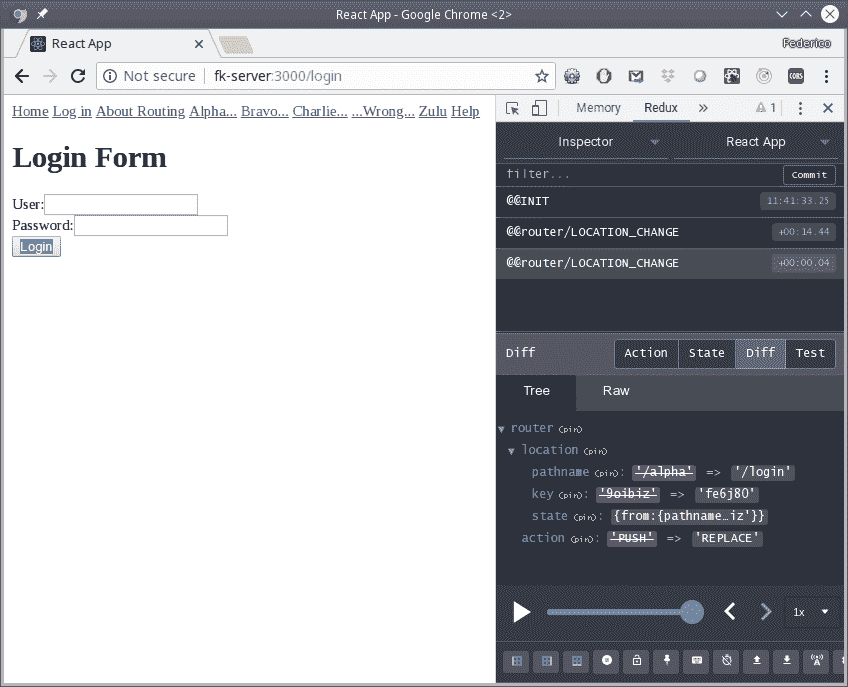 React App - Google Chrome <2>
React App
Federico
Not secure fk-server:3000/login
CORS
Home Log in About Routing Alpha... Bravo... Charlie... ...Wrong... Zulu Help
Memory Redux » 1
Login Form
Inspector React App
filter... Commit
@@INIT 11:41:33.25
User:
@@router/LOCATION_CHANGE +00:14.44
Password:
Login
@@router/LOCATION_CHANGE +00:00.04
Diff Action State Diff Test
Tree Raw
router (pin)
location (pin)
pathname (pin): '/alpha' => '/login'
key (pin): '9oibiz' => 'fe6j80'
state (pin): {from:{pathname…iz'}}
action (pin): 'PUSH' => 'REPLACE'
1x